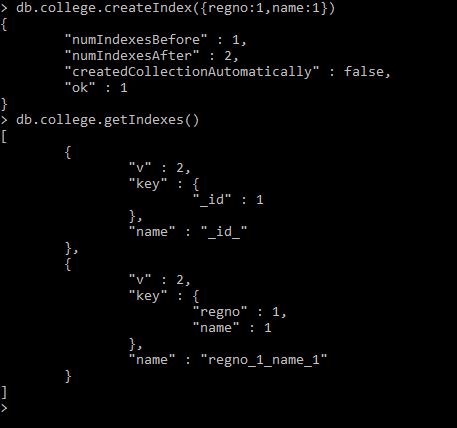 > db.college.createIndex({regno:1,name:1})
{
        "numIndexesBefore" : 1,
        "numIndexesAfter" : 2,
        "createdCollectionAutomatically" : false,
        "ok" : 1
}
> db.college.getIndexes()
[
        {
                "v" : 2,
                "key" : {
                        "_id" : 1
                },
                "name" : "_id_"
        },
        {
                "v" : 2,
                "key" : {
                        "regno" : 1,
                        "name" : 1
                },
                "name" : "regno_1_name_1"
        }
]
>